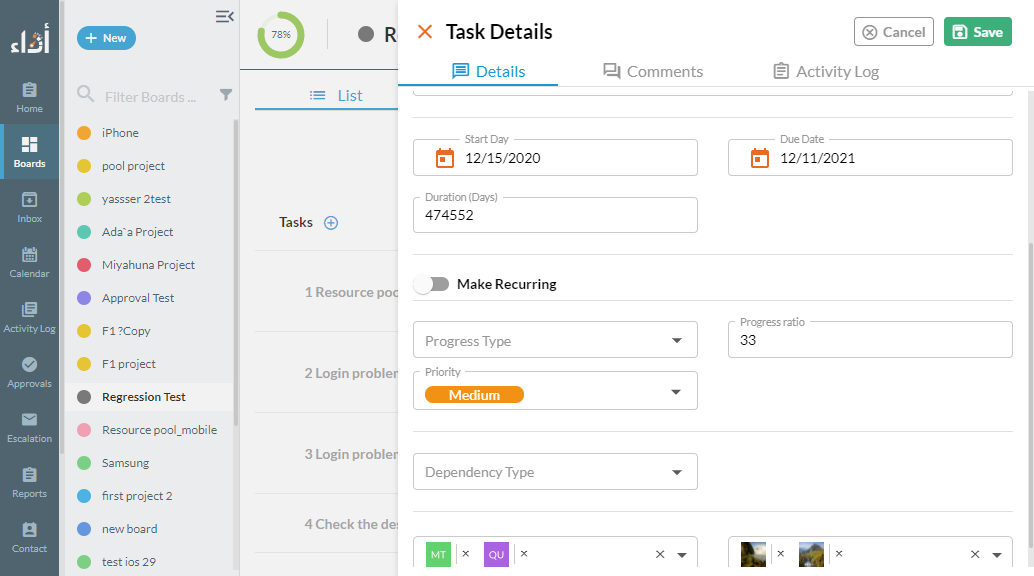 أداء
Home
Boards
Inbox
Calendar
Activity Log
Approvals
Escalation
Reports
Contact
+ New
Filter Boards ...
iPhone
pool project
yassser 2test
Ada`a Project
Miyahuna Project
Approval Test
F1 ?Copy
F1 project
Regression Test
Resource pool_mobile
Samsung
first project 2
new board
test ios 29
78%
R
List
Tasks
1 Resource poo
2 Login problem
3 Login problem
4 Check the des
Task Details
Cancel
Save
Details
Comments
Activity Log
Start Day
12/15/2020
Due Date
12/11/2021
Duration (Days)
474552
Make Recurring
Progress Type
Progress ratio
33
Priority
Medium
Dependency Type
MT
QU